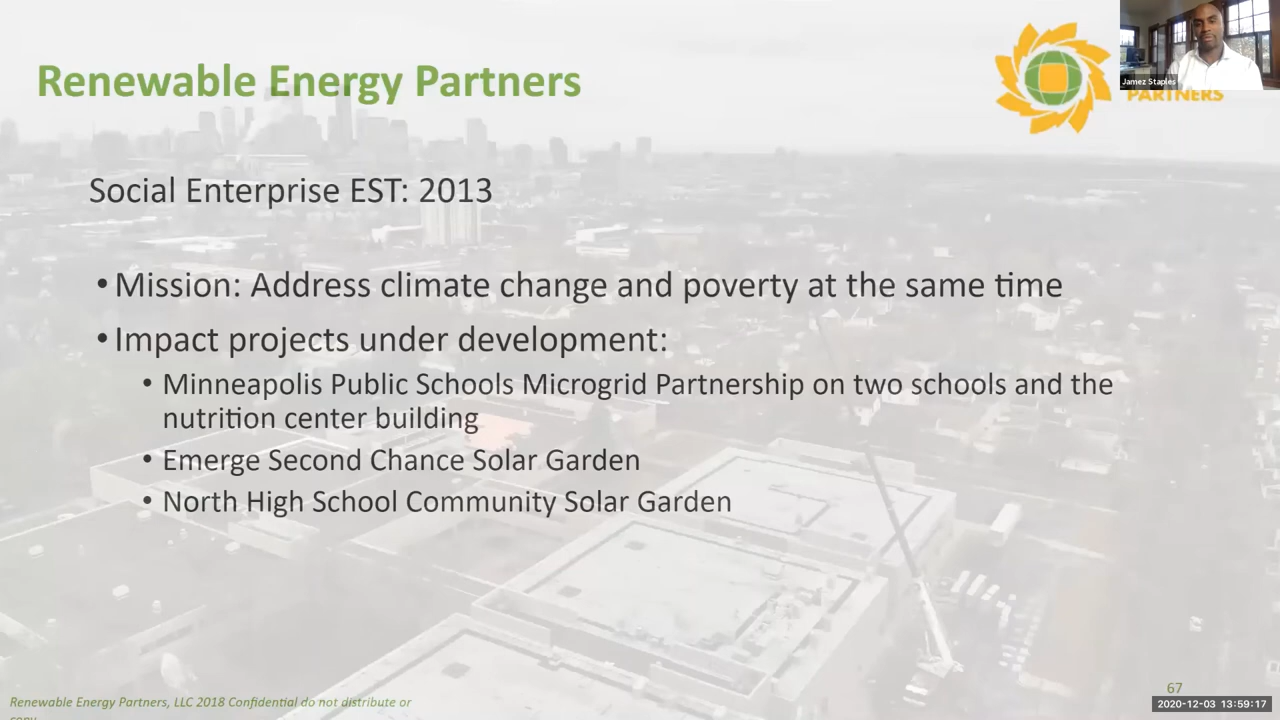 Renewable Energy Partners
Jamez Staples
PARTNERS
Social Enterprise EST: 2013
• Mission: Address climate change and poverty at the same time
• Impact projects under development:
• Minneapolis Public Schools Microgrid Partnership on two schools and the
nutrition center building
• Emerge Second Chance Solar Garden
• North High School Community Solar Garden
Renewable Energy Partners, LLC 2018 Confidential do not distribute or
67
2020-12-03 13:59:17